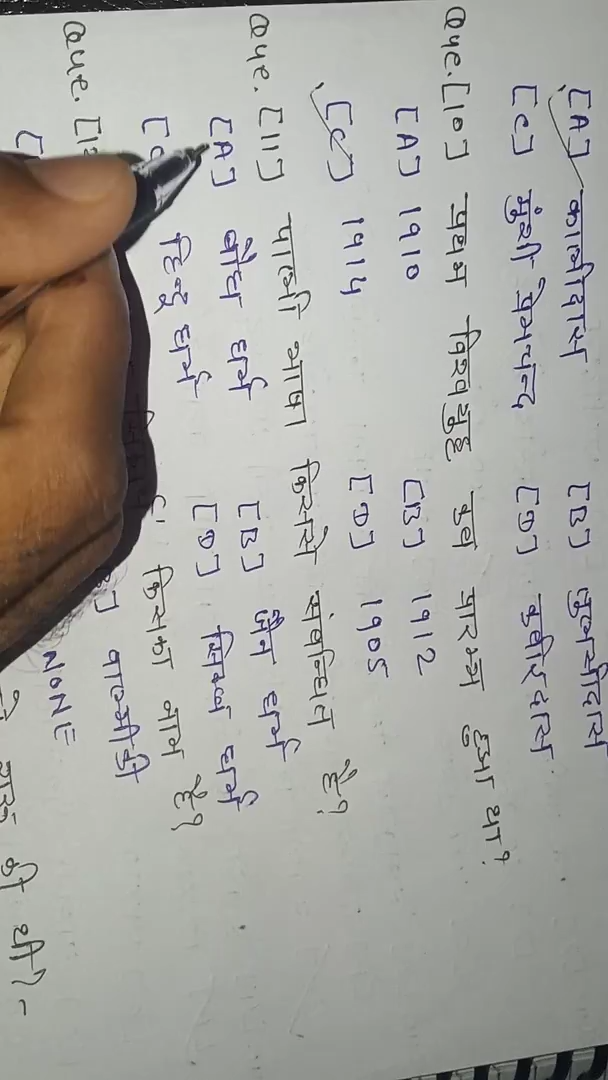 [A] कालीदास [B] तुलसीदास
[C] मुंशी प्रेमचन्द [D] कबीरदास
Que.[10] प्रथम विश्वयुद्ध कब प्रारम्भ हुआ था?
[A] 1910 [B] 1912
[C] 1914 [D] 1905
Que.[11] पालि भाषा किससे संबन्धित है?
[A] बौद्ध धर्म [B] जैन धर्म
हिन्दू धर्म [D] सिक्ख धर्म
Que. किसका नाम है?
वाल्मीकी
NONE
की थी? -